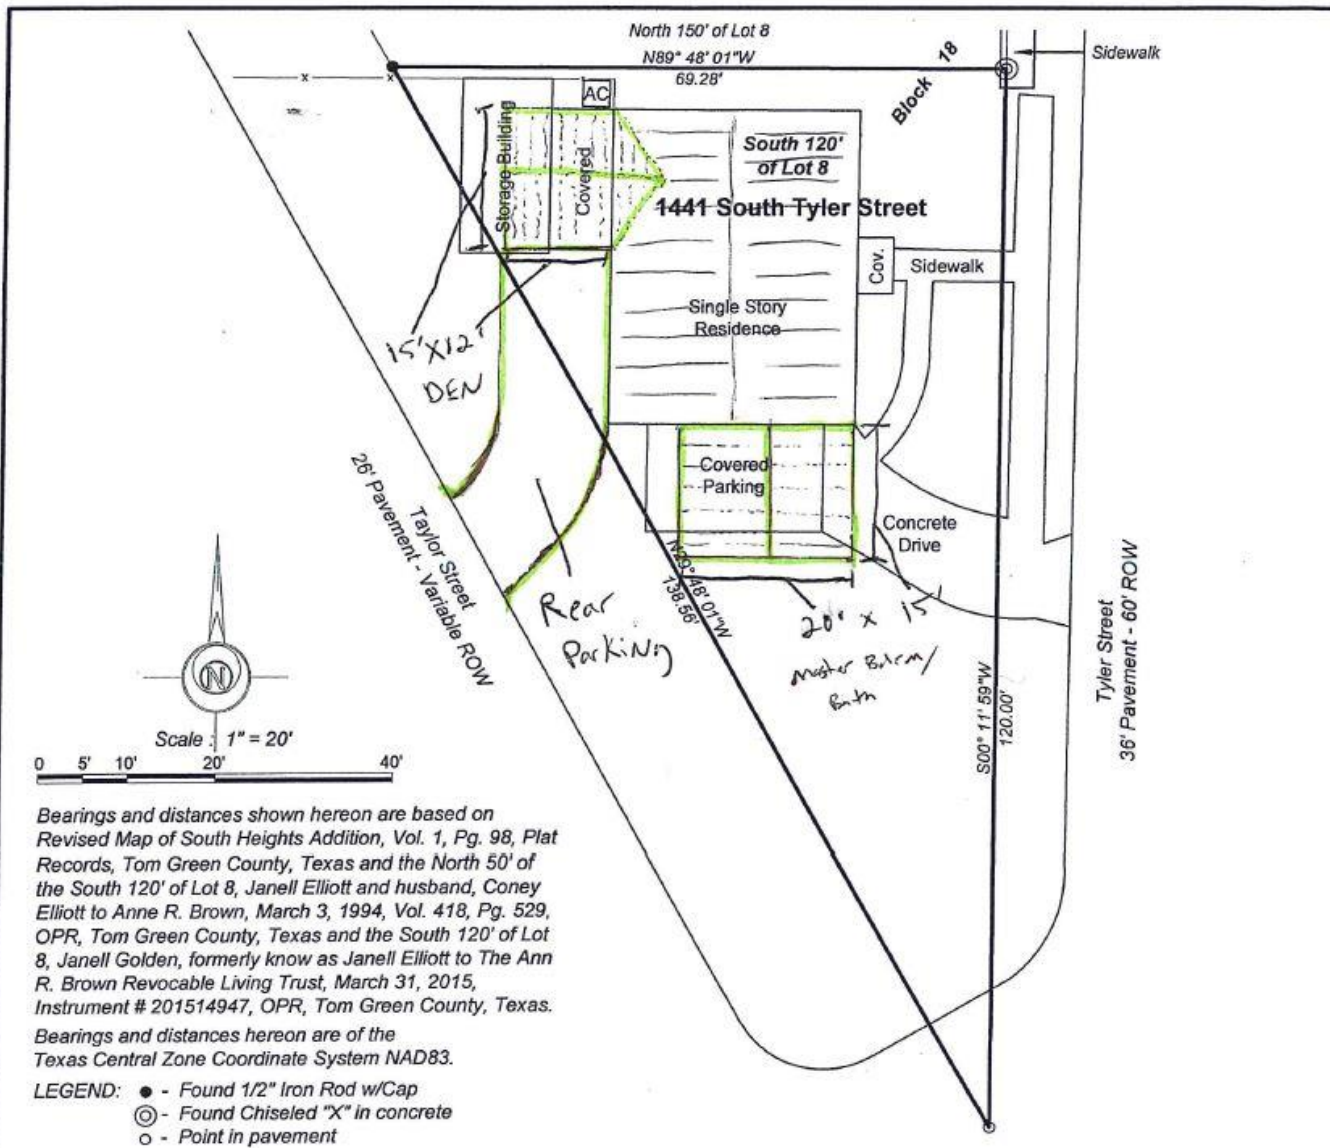 North 150' of Lot 8
N89° 48' 01"W
69.28'
Block 18
Sidewalk
AC
Storage Building
Covered
South 120'
of Lot 8
1441 South Tyler Street
Cov.
Sidewalk
Single Story
Residence
15'X12'
DEN
Covered
Parking
Concrete
Drive
Taylor Street
26' Pavement - Variable ROW
N29° 48' 01"W
138.56'
Rear
Parking
20' x 15'
Master Bdrm/
Bath
S00° 11' 59"W
120.00'
Tyler Street
36' Pavement - 60' ROW
N
Scale : 1" = 20'
0 5' 10' 20' 40'
Bearings and distances shown hereon are based on
Revised Map of South Heights Addition, Vol. 1, Pg. 98, Plat
Records, Tom Green County, Texas and the North 50' of
the South 120' of Lot 8, Janell Elliott and husband, Coney
Elliott to Anne R. Brown, March 3, 1994, Vol. 418, Pg. 529,
OPR, Tom Green County, Texas and the South 120' of Lot
8, Janell Golden, formerly know as Janell Elliott to The Ann
R. Brown Revocable Living Trust, March 31, 2015,
Instrument # 201514947, OPR, Tom Green County, Texas.
Bearings and distances hereon are of the
Texas Central Zone Coordinate System NAD83.
LEGEND: ● - Found 1/2" Iron Rod w/Cap
◎ - Found Chiseled "X" in concrete
○ - Point in pavement